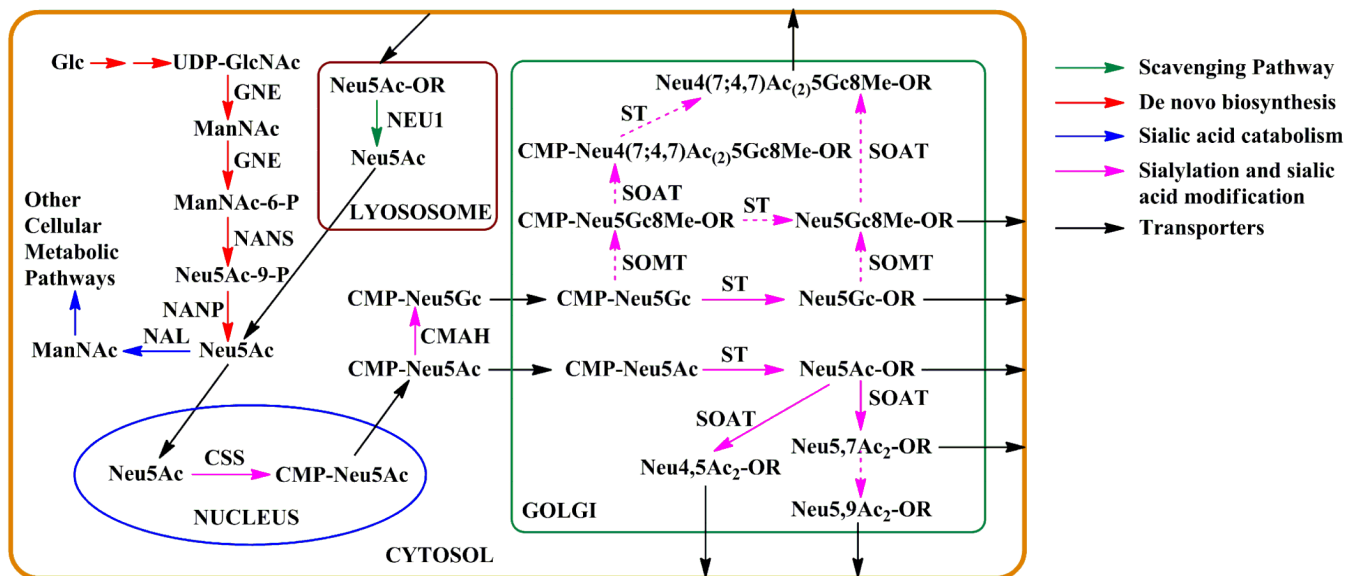 Glc
UDP-GlcNAc
GNE
ManNAc
GNE
ManNAc-6-P
NANS
Neu5Ac-9-P
NANP
Neu5Ac
NAL
ManNAc
Other
Cellular
Metabolic
Pathways
Neu5Ac-OR
NEU1
Neu5Ac
LYOSOSOME
Neu5Ac
CSS
CMP-Neu5Ac
NUCLEUS
CYTOSOL
CMP-Neu5Gc
CMAH
CMP-Neu5Ac
Neu4(7;4,7)Ac(2)5Gc8Me-OR
ST
CMP-Neu4(7;4,7)Ac(2)5Gc8Me-OR
SOAT
SOAT
CMP-Neu5Gc8Me-OR
ST
Neu5Gc8Me-OR
SOMT
SOMT
CMP-Neu5Gc
ST
Neu5Gc-OR
CMP-Neu5Ac
ST
Neu5Ac-OR
SOAT
SOAT
Neu5,7Ac2-OR
Neu4,5Ac2-OR
Neu5,9Ac2-OR
GOLGI
Scavenging Pathway
De novo biosynthesis
Sialic acid catabolism
Sialylation and sialic
acid modification
Transporters